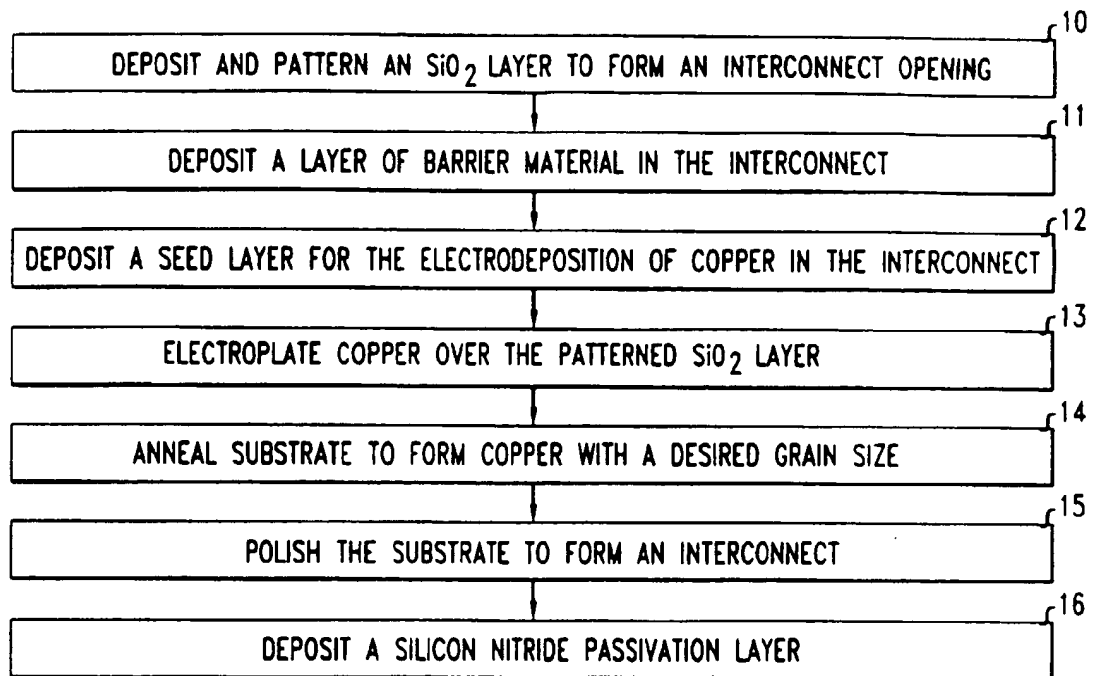 10
DEPOSIT AND PATTERN AN SiO2 LAYER TO FORM AN INTERCONNECT OPENING
11
DEPOSIT A LAYER OF BARRIER MATERIAL IN THE INTERCONNECT
12
DEPOSIT A SEED LAYER FOR THE ELECTRODEPOSITION OF COPPER IN THE INTERCONNECT
13
ELECTROPLATE COPPER OVER THE PATTERNED SiO2 LAYER
14
ANNEAL SUBSTRATE TO FORM COPPER WITH A DESIRED GRAIN SIZE
15
POLISH THE SUBSTRATE TO FORM AN INTERCONNECT
16
DEPOSIT A SILICON NITRIDE PASSIVATION LAYER